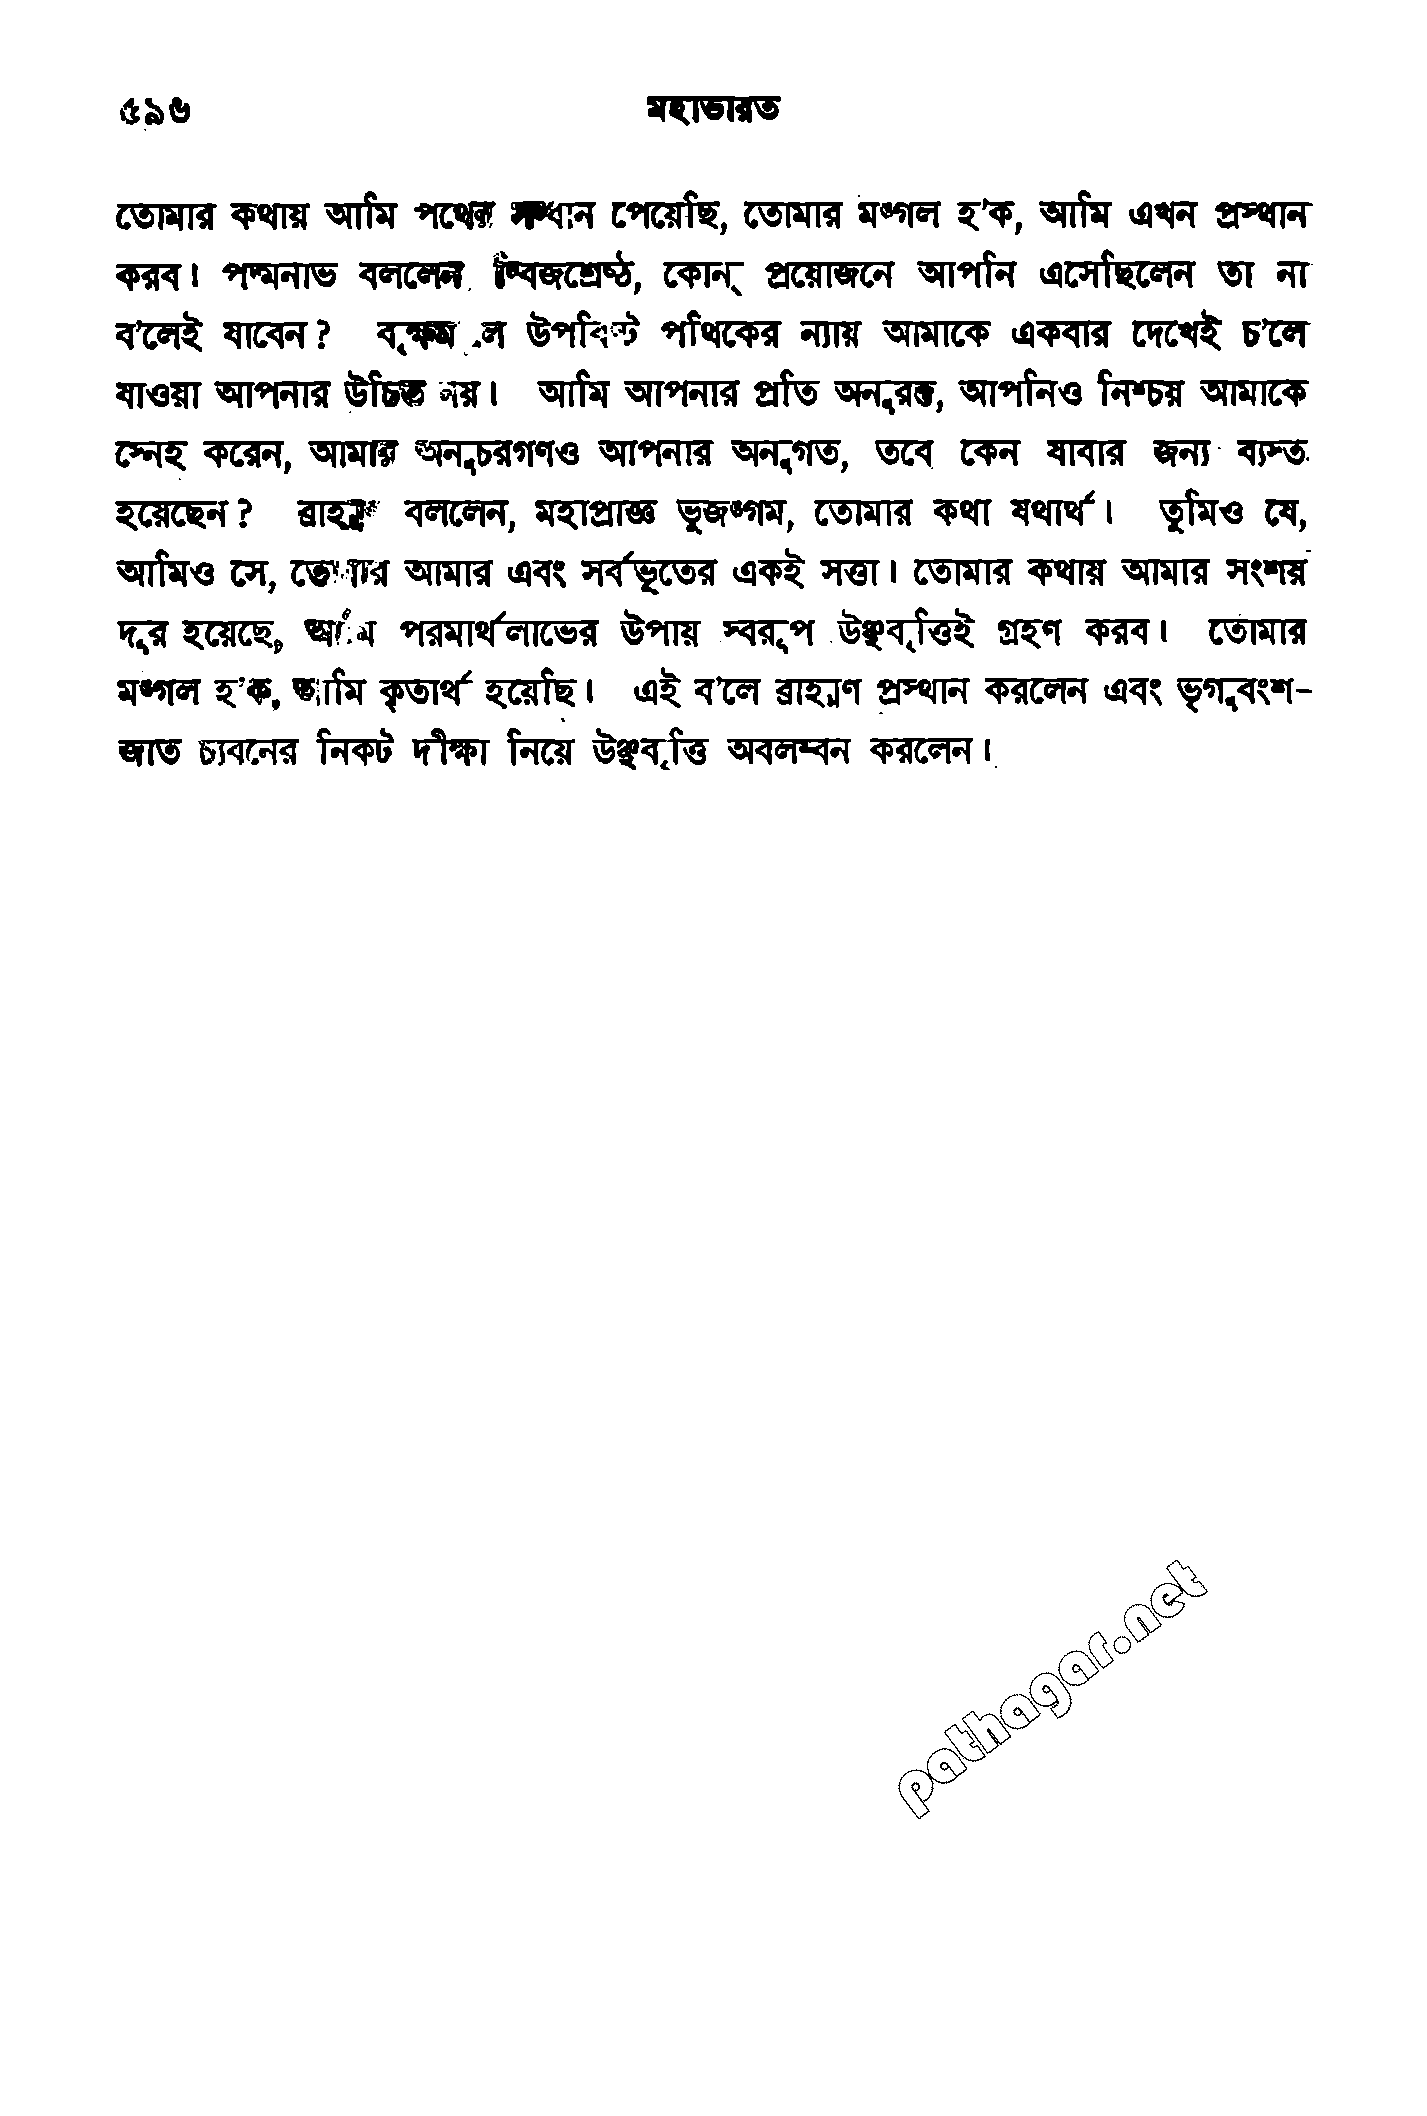 ৫৯৬ মহাভারত
তোমার কথায় আমি পথের সন্ধান পেয়েছি, তোমার মঙ্গল হ’ক, আমি এখন প্রস্থান
করব। পদ্মনাভ বললেন দ্বিজশ্রেষ্ঠ, কোন্ প্রয়োজনে আপনি এসেছিলেন তা না
ব’লেই যাবেন? বৃক্ষমূলে উপবিষ্ট পথিকের ন্যায় আমাকে একবার দেখেই চ’লে
যাওয়া আপনার উচিত নয়। আমি আপনার প্রতি অনুরক্ত, আপনিও নিশ্চয় আমাকে
স্নেহ করেন, আমার অনুচরগণও আপনার অনুগত, তবে কেন যাবার জন্য ব্যস্ত
হয়েছেন? ব্রাহ্মণ বললেন, মহাপ্রাজ্ঞ ভুজঙ্গম, তোমার কথা যথার্থ। তুমিও যে,
আমিও সে, তোমার আমার এবং সর্বভূতের একই সত্তা। তোমার কথায় আমার সংশয়
দূর হয়েছে, আমি পরমার্থলাভের উপায় স্বরূপ উঞ্ছবৃত্তিই গ্রহণ করব। তোমার
মঙ্গল হ’ক, আমি কৃতার্থ হয়েছি। এই ব’লে ব্রাহ্মণ প্রস্থান করলেন এবং ভৃগুবংশ-
জাত চ্যবনের নিকট দীক্ষা নিয়ে উঞ্ছবৃত্তি অবলম্বন করলেন।
pathagar.net